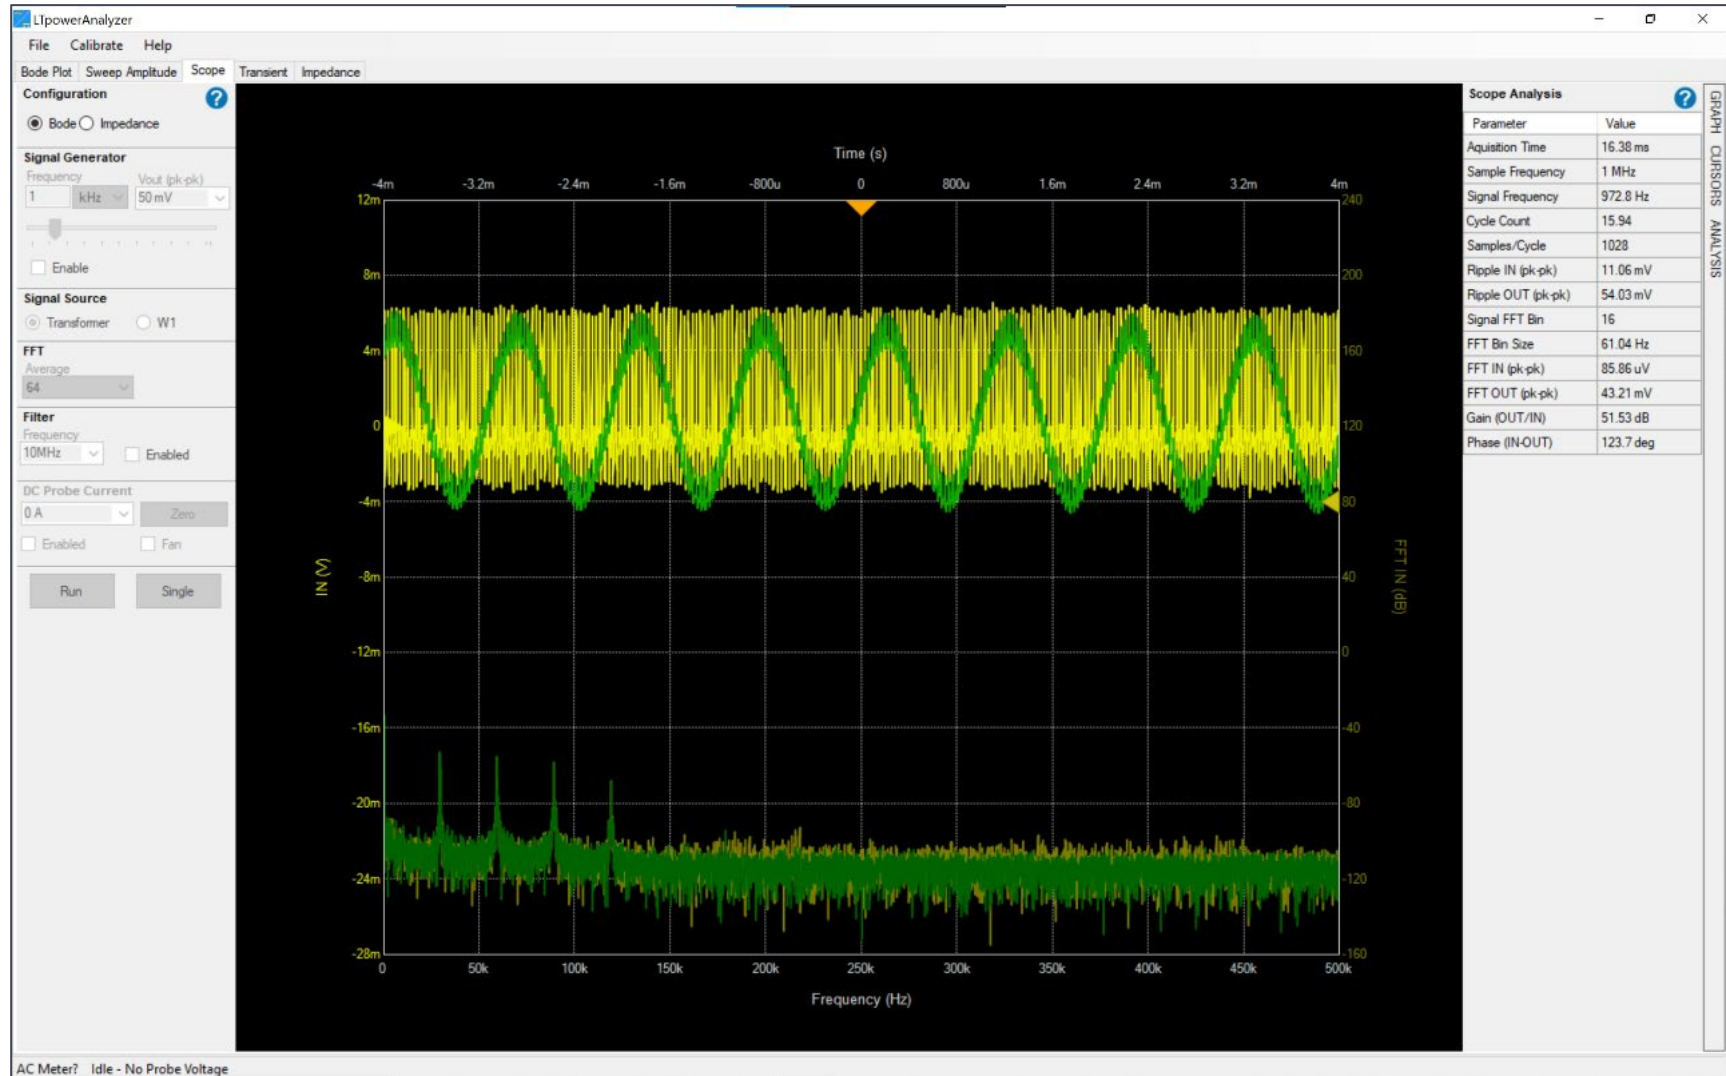 LTpowerAnalyzer
File Calibrate Help
Bode Plot Sweep Amplitude Scope Transient Impedance
Configuration
?
Bode Impedance
Signal Generator
Frequency Vout (pk-pk)
1 kHz 50 mV
Enable
Signal Source
Transformer W1
FFT
Average
64
Filter
Frequency
10MHz Enabled
DC Probe Current
0 A Zero
Enabled Fan
Run Single
Time (s)
-4m -3.2m -2.4m -1.6m -800u 0 800u 1.6m 2.4m 3.2m 4m
12m 240
8m 200
4m 160
0 120
-4m 80
-8m 40
-12m 0
-16m -40
-20m -80
-24m -120
-28m -160
IN (V)
FFT IN (dB)
0 50k 100k 150k 200k 250k 300k 350k 400k 450k 500k
Frequency (Hz)
Scope Analysis
?
Parameter Value
Aquisition Time 16.38 ms
Sample Frequency 1 MHz
Signal Frequency 972.8 Hz
Cycle Count 15.94
Samples/Cycle 1028
Ripple IN (pk-pk) 11.06 mV
Ripple OUT (pk-pk) 54.03 mV
Signal FFT Bin 16
FFT Bin Size 61.04 Hz
FFT IN (pk-pk) 85.86 uV
FFT OUT (pk-pk) 43.21 mV
Gain (OUT/IN) 51.53 dB
Phase (IN-OUT) 123.7 deg
GRAPH CURSORS ANALYSIS
AC Meter? Idle - No Probe Voltage